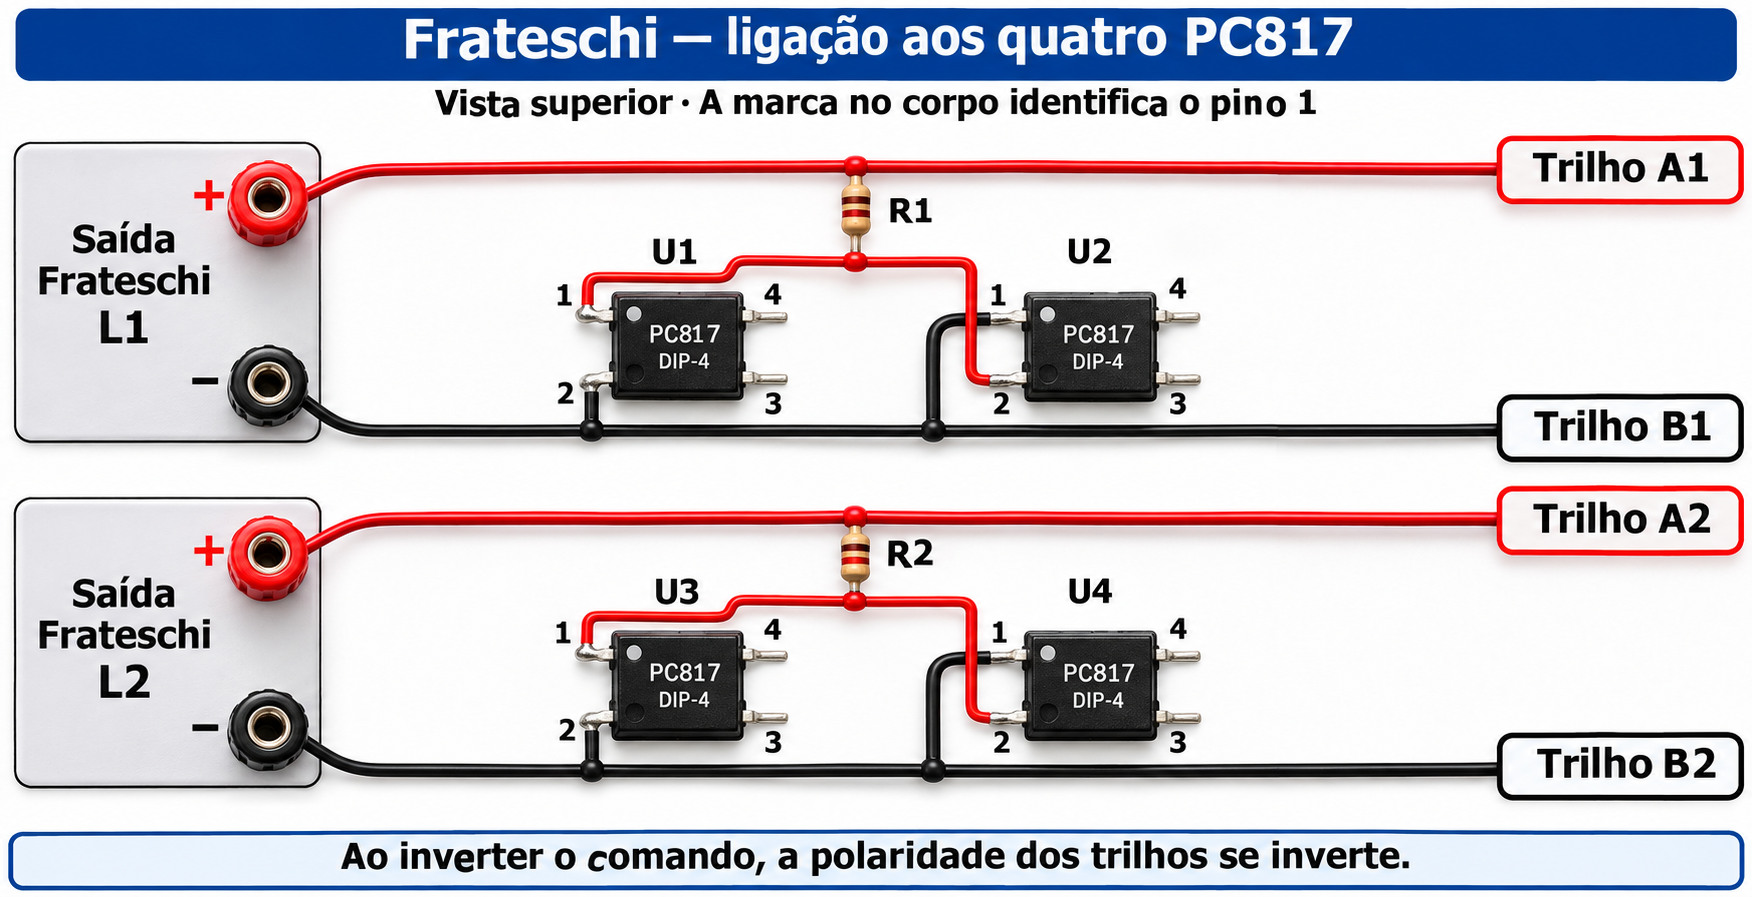 Frateschi — ligação aos quatro PC817
Vista superior · A marca no corpo identifica o pino 1
+
Saída
Frateschi
L1
−
R1
Trilho A1
U1
1
2
4
3
PC817
DIP-4
U2
1
2
4
3
PC817
DIP-4
Trilho B1
+
Saída
Frateschi
L2
−
R2
Trilho A2
U3
1
2
4
3
PC817
DIP-4
U4
1
2
4
3
PC817
DIP-4
Trilho B2
Ao inverter o comando, a polaridade dos trilhos se inverte.